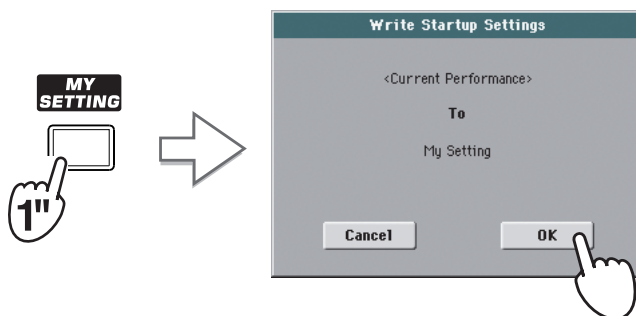 MY
SETTING
1"
Write Startup Settings
<Current Performance>
To
My Setting
Cancel
OK